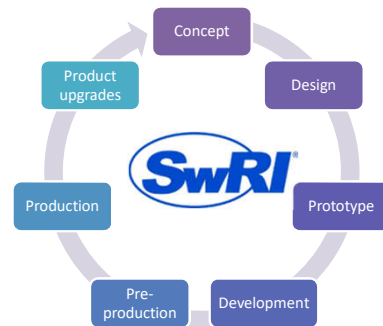 Concept
Design
Prototype
Development
Pre-
production
Production
Product
upgrades
SwRI®